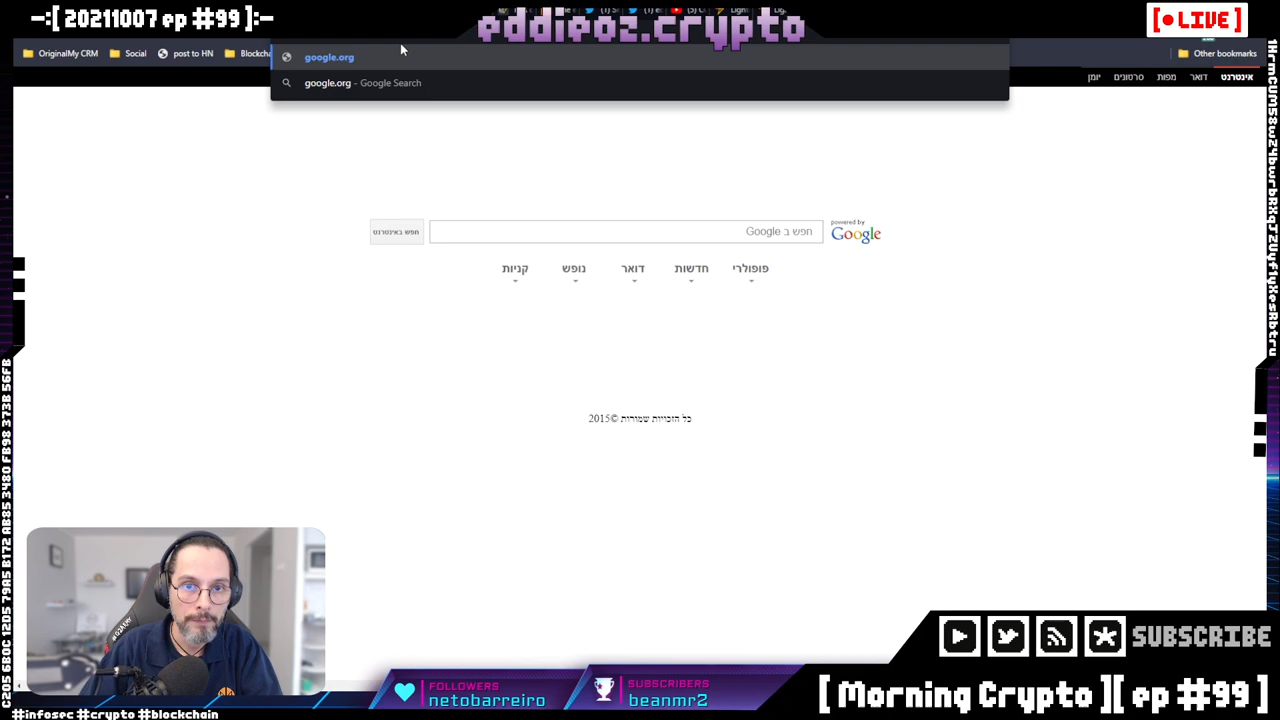 -:[ 20211007 ep #99 ]:-
eddieoz.crypto
[ LIVE ]
OriginalMy CRM
Social
post to HN
Blockcha
Other bookmarks
google.org
google.org - Google Search
אינטרנט
דואר
מפות
סרטונים
יומן
חפש באינטרנט
חפש ב Google
powered by
Google
פופולרי
חדשות
דואר
נופש
קניות
כל הזכויות שמורות ©2015
SUBSCRIBE
FOLLOWERS
netobarreiro
SUBSCRIBERS
beanmr2
[ Morning Crypto ][ ep #99 ]
#infosec #crypto #blockchain